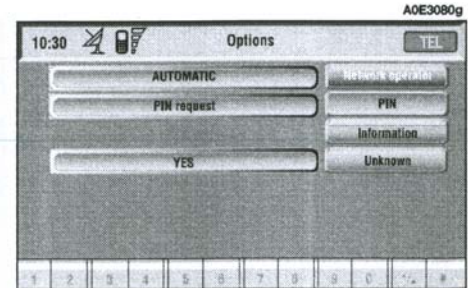 A0E3080g
10:30 Options TEL
AUTOMATIC Network operator
PIN request PIN
Information
YES Unknown
1 2 3 4 5 6 7 8 9 0 */+ #